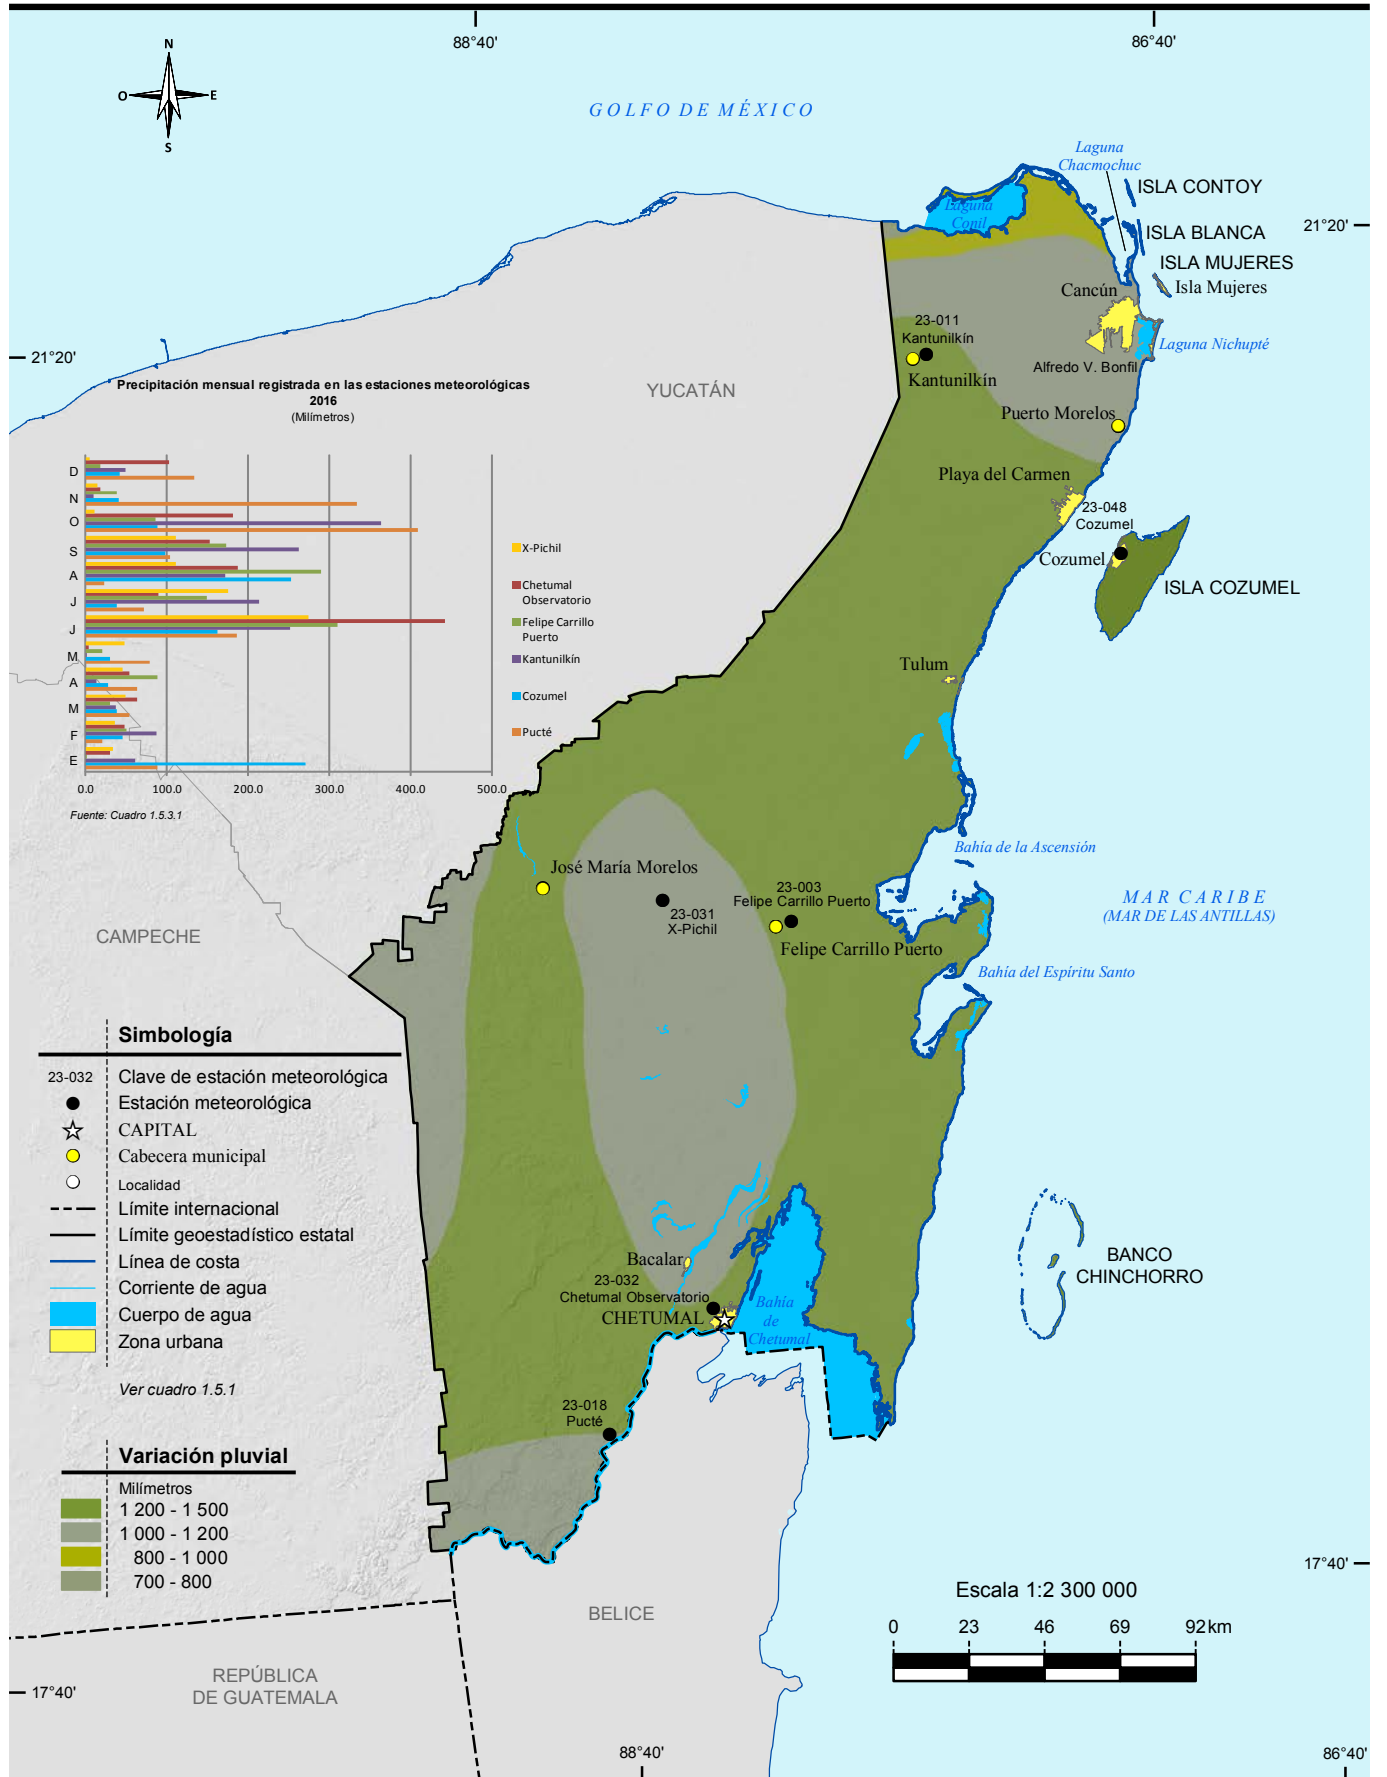 88°40'
86°40'
N
O
E
S
GOLFO DE MÉXICO
Laguna
Chacmochuc
ISLA CONTOY
Laguna
Conil
21°20'
ISLA BLANCA
ISLA MUJERES
Isla Mujeres
Cancún
23-011
Kantunilkín
Laguna Nichupté
21°20'
Alfredo V. Bonfil
Kantunilkín
YUCATÁN
Puerto Morelos
Precipitación mensual registrada en las estaciones meteorológicas
2016
(Milímetros)
D
N
O
S
A
J
J
M
A
M
F
E
0.0
100.0
200.0
300.0
400.0
500.0
X-Pichil
Chetumal
Observatorio
Felipe Carrillo
Puerto
Kantunilkín
Cozumel
Pucté
Fuente: Cuadro 1.5.3.1
Playa del Carmen
23-048
Cozumel
Cozumel
ISLA COZUMEL
Tulum
Bahía de la Ascensión
José María Morelos
23-003
Felipe Carrillo Puerto
MAR CARIBE
(MAR DE LAS ANTILLAS)
23-031
X-Pichil
CAMPECHE
Felipe Carrillo Puerto
Bahía del Espíritu Santo
Simbología
23-032
Clave de estación meteorológica
Estación meteorológica
CAPITAL
Cabecera municipal
Localidad
Límite internacional
Límite geoestadístico estatal
Línea de costa
Corriente de agua
Cuerpo de agua
Zona urbana
Ver cuadro 1.5.1
Bacalar
BANCO
CHINCHORRO
23-032
Chetumal Observatorio
CHETUMAL
Bahía
de
Chetumal
23-018
Pucté
Variación pluvial
Milímetros
1 200 - 1 500
1 000 - 1 200
800 - 1 000
700 - 800
17°40'
Escala 1:2 300 000
0
23
46
69
92 km
BELICE
REPÚBLICA
DE GUATEMALA
17°40'
88°40'
86°40'